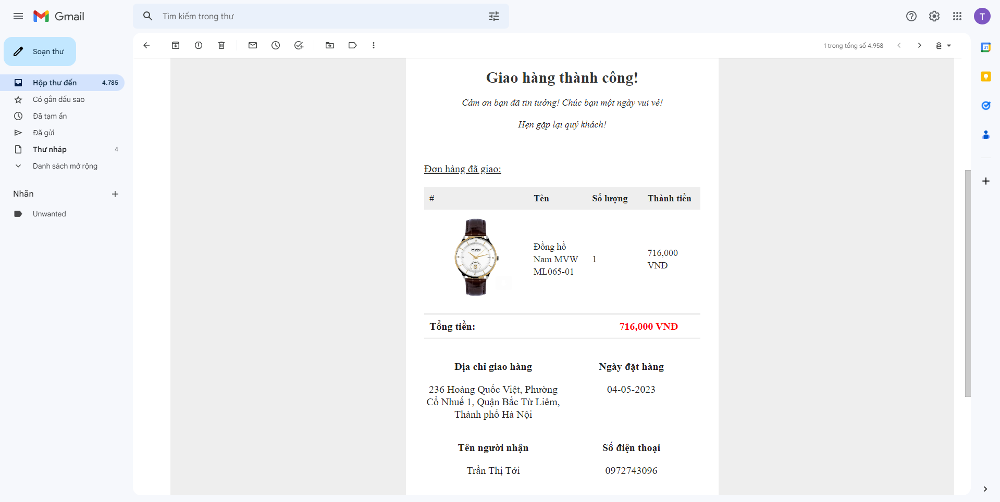 Gmail
Tìm kiếm trong thư
T
Soạn thư
1 trong tổng số 4.958
ê
31
Hộp thư đến 4.785
Có gắn dấu sao
Đã tạm ẩn
Đã gửi
Thư nháp 4
Danh sách mở rộng
Nhãn
Unwanted
Giao hàng thành công!
Cảm ơn bạn đã tin tưởng! Chúc bạn một ngày vui vẻ!
Hẹn gặp lại quý khách!
Đơn hàng đã giao:
# Tên Số lượng Thành tiền
MVW
Đồng hồ
Nam MVW
ML065-01
1
716,000
VNĐ
Tổng tiền: 716,000 VNĐ
Địa chỉ giao hàng
236 Hoàng Quốc Việt, Phường
Cổ Nhuế 1, Quận Bắc Từ Liêm,
Thành phố Hà Nội
Ngày đặt hàng
04-05-2023
Tên người nhận
Trần Thị Tới
Số điện thoại
0972743096